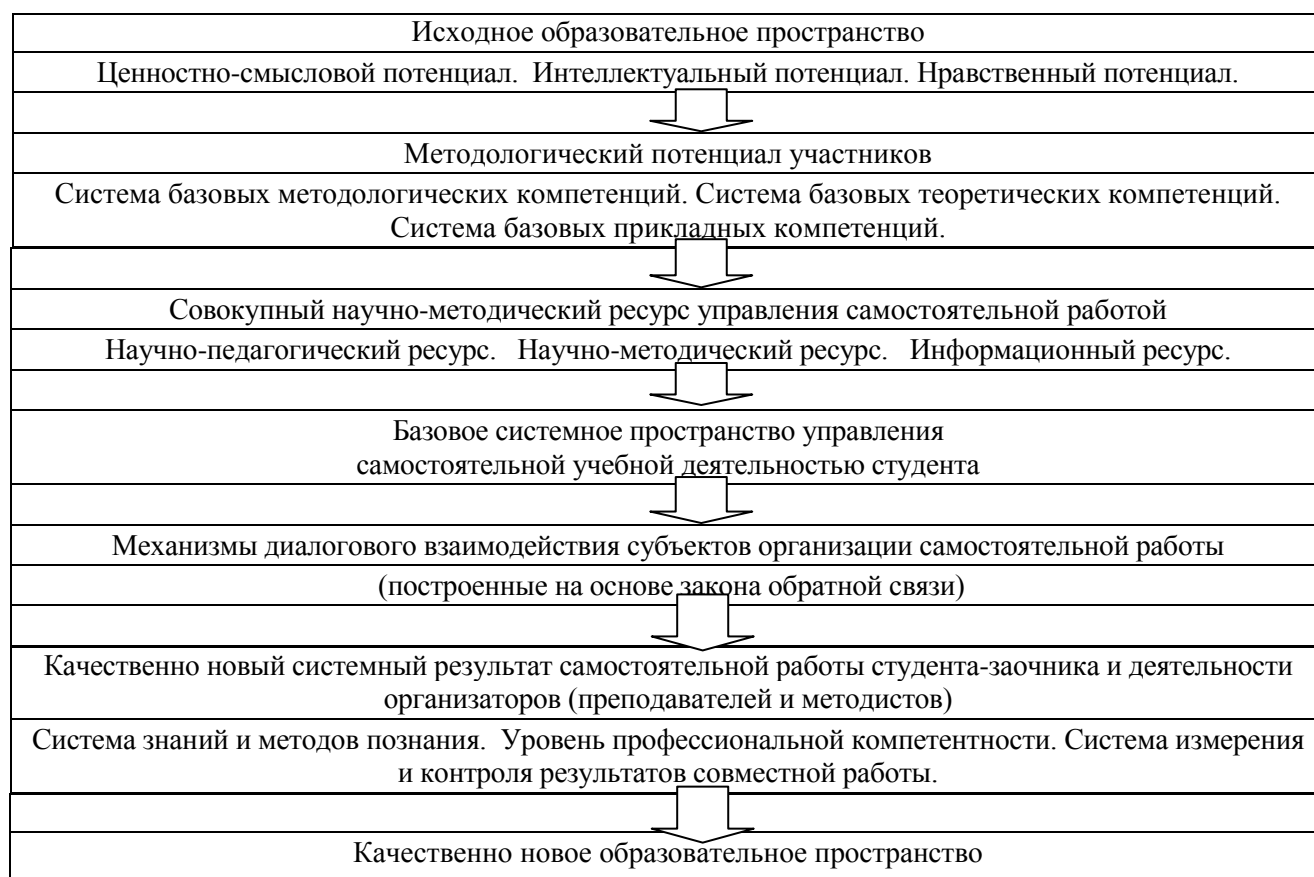 Исходное образовательное пространство
Ценностно-смысловой потенциал. Интеллектуальный потенциал. Нравственный потенциал.
Методологический потенциал участников
Система базовых методологических компетенций. Система базовых теоретических компетенций.
Система базовых прикладных компетенций.
Совокупный научно-методический ресурс управления самостоятельной работой
Научно-педагогический ресурс. Научно-методический ресурс. Информационный ресурс.
Базовое системное пространство управления
самостоятельной учебной деятельностью студента
Механизмы диалогового взаимодействия субъектов организации самостоятельной работы
(построенные на основе закона обратной связи)
Качественно новый системный результат самостоятельной работы студента-заочника и деятельности
организаторов (преподавателей и методистов)
Система знаний и методов познания. Уровень профессиональной компетентности. Система измерения
и контроля результатов совместной работы.
Качественно новое образовательное пространство